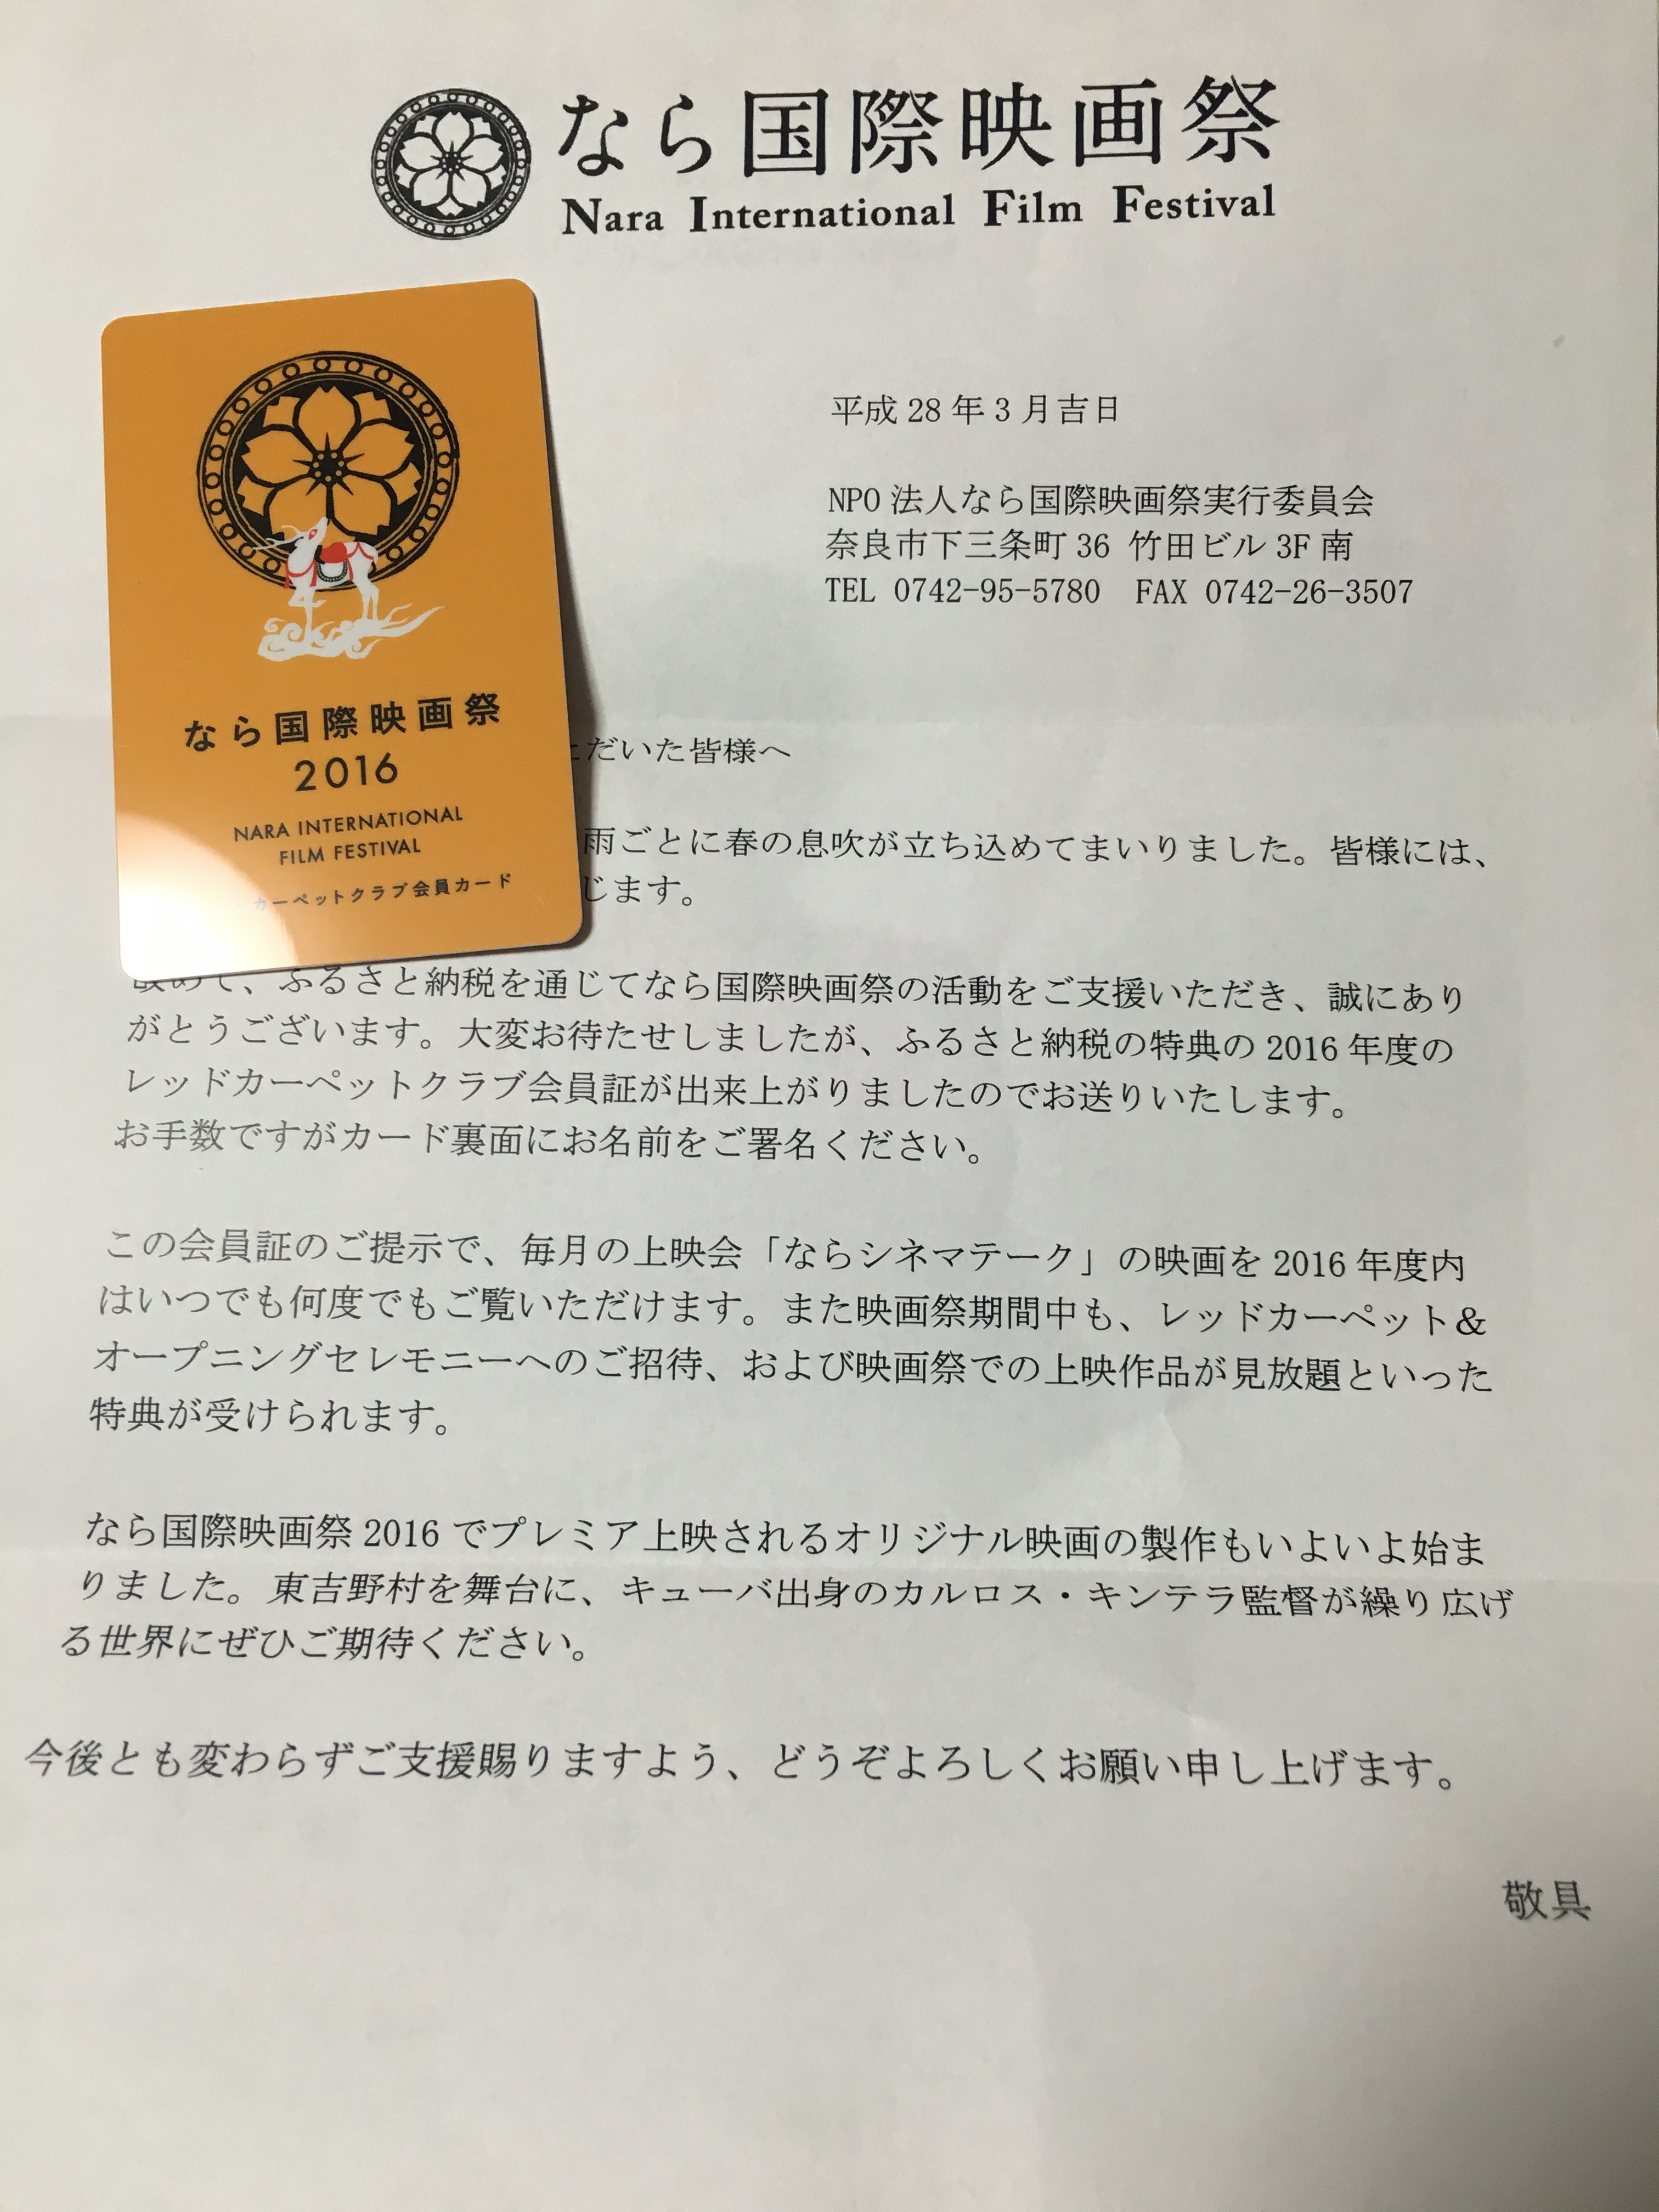 なら国際映画祭
Nara International Film Festival
平成 28 年 3 月吉日
NPO 法人なら国際映画祭実行委員会
奈良市下三条町 36 竹田ビル 3F 南
TEL 0742-95-5780 FAX 0742-26-3507
なら国際映画祭
2016
NARA INTERNATIONAL
FILM FESTIVAL
カーペットクラブ会員カード
だいた皆様へ
雨ごとに春の息吹が立ち込めてまいりました。皆様には、
じます。
改めて、ふるさと納税を通じてなら国際映画祭の活動をご支援いただき、誠にあり
がとうございます。大変お待たせしましたが、ふるさと納税の特典の 2016 年度の
レッドカーペットクラブ会員証が出来上がりましたのでお送りいたします。
お手数ですがカード裏面にお名前をご署名ください。
この会員証のご提示で、毎月の上映会「ならシネマテーク」の映画を 2016 年度内
はいつでも何度でもご覧いただけます。また映画祭期間中も、レッドカーペット＆
オープニングセレモニーへのご招待、および映画祭での上映作品が見放題といった
特典が受けられます。
なら国際映画祭 2016 でプレミア上映されるオリジナル映画の製作もいよいよ始ま
りました。東吉野村を舞台に、キューバ出身のカルロス・キンテラ監督が繰り広げ
る世界にぜひご期待ください。
今後とも変わらずご支援賜りますよう、どうぞよろしくお願い申し上げます。
敬具